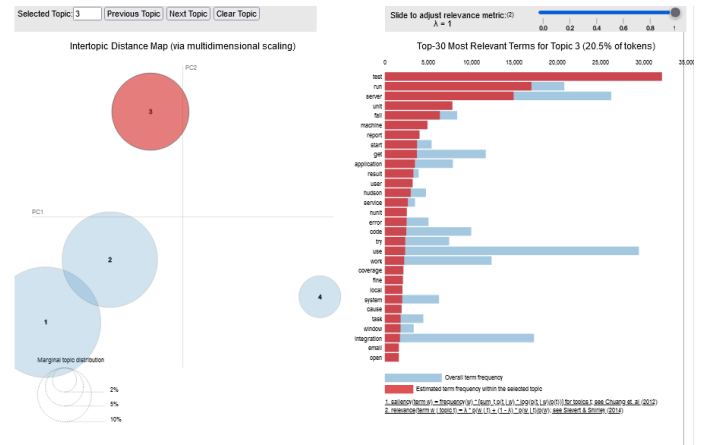 Selected Topic: 3 Previous Topic Next Topic Clear Topic
Slide to adjust relevance metric:(2)
λ = 1
0.0 0.2 0.4 0.6 0.8 1
Intertopic Distance Map (via multidimensional scaling)
PC2
PC1
3
2
1
4
Marginal topic distribution
2%
5%
10%
Top-30 Most Relevant Terms for Topic 3 (20.5% of tokens)
0 5,000 10,000 15,000 20,000 25,000 30,000 35,000
test
run
server
unit
fail
machine
report
start
get
application
result
user
hudson
service
nunit
error
code
try
use
work
coverage
fine
local
system
cause
task
window
integration
email
open
Overall term frequency
Estimated term frequency within the selected topic
1. saliency(term w) = frequency(w) * [sum_t p(t | w) * log(p(t | w)/p(t))] for topics t; see Chuang et. al (2012)
2. relevance(term w | topic t) = λ * p(w | t) + (1 - λ) * p(w | t)/p(w); see Sievert & Shirley (2014)